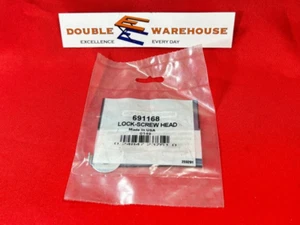 DOUBLE WAREHOUSE
EXCELLENCE EVERY DAY
691168
LOCK-SCREW HEAD
Made in USA